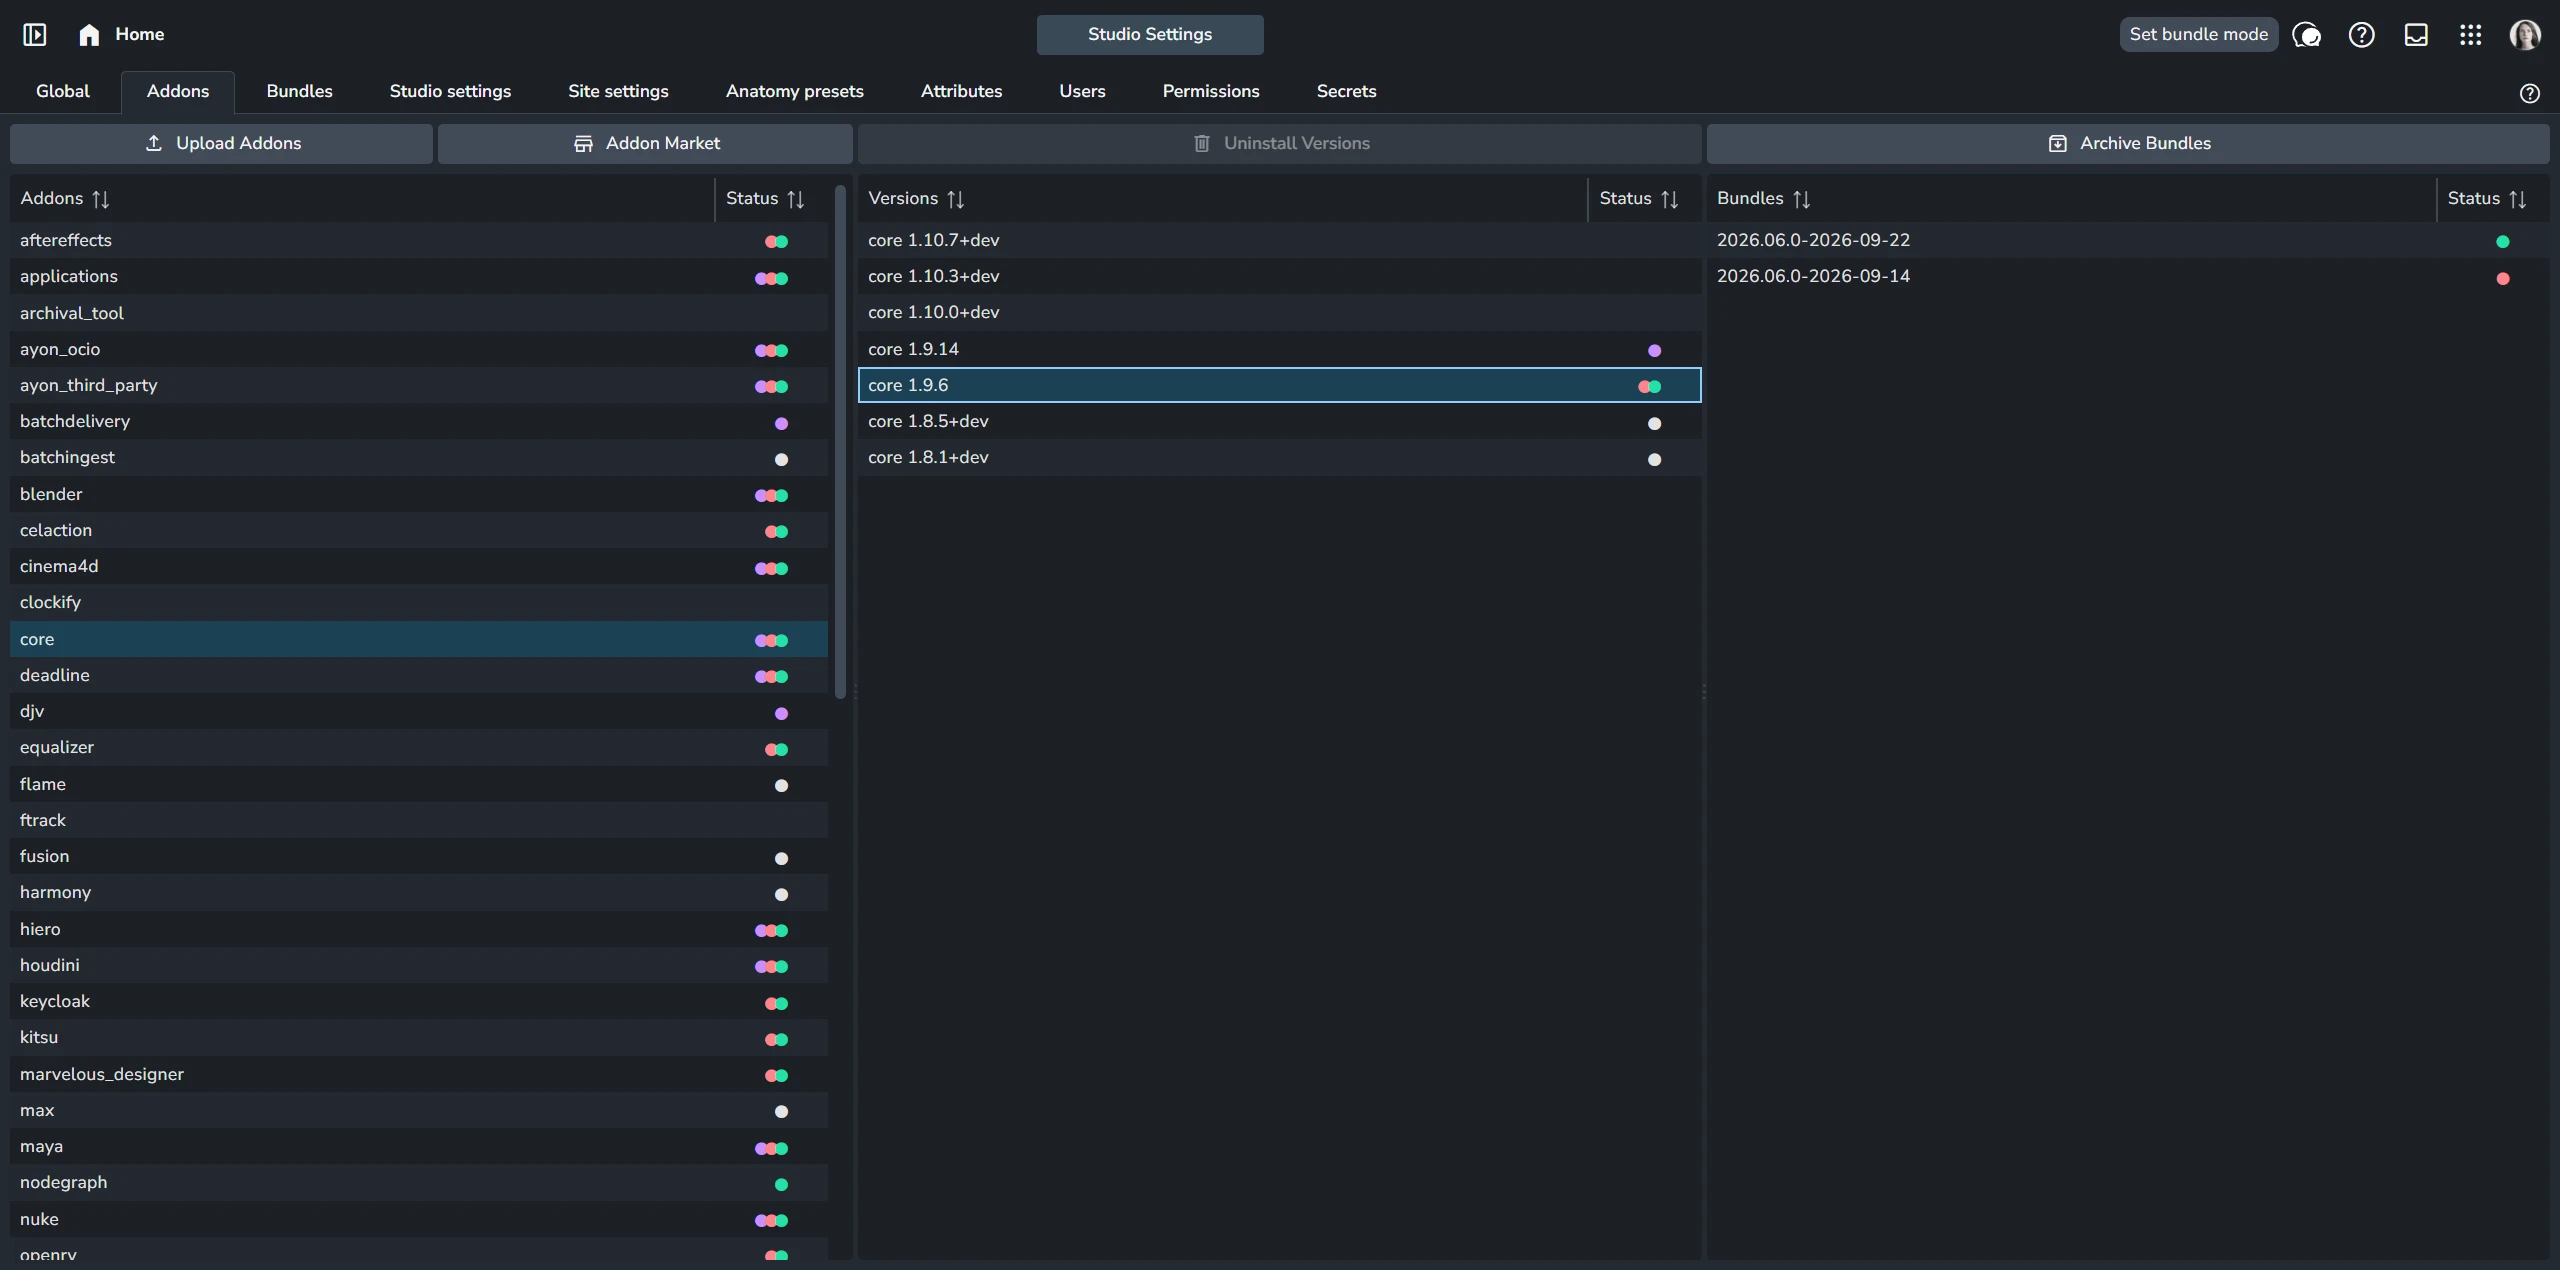 Home
Studio Settings
Set bundle mode
Global Addons Bundles Studio settings Site settings Anatomy presets Attributes Users Permissions Secrets
Upload Addons Addon Market Uninstall Versions Archive Bundles
Addons Status Versions Status Bundles Status
aftereffects
applications
archival_tool
ayon_ocio
ayon_third_party
batchdelivery
batchingest
blender
celaction
cinema4d
clockify
core
deadline
djv
equalizer
flame
ftrack
fusion
harmony
hiero
houdini
keycloak
kitsu
marvelous_designer
max
maya
nodegraph
nuke
openrv
core 1.10.7+dev
core 1.10.3+dev
core 1.10.0+dev
core 1.9.14
core 1.9.6
core 1.8.5+dev
core 1.8.1+dev
2026.06.0-2026-09-22
2026.06.0-2026-09-14